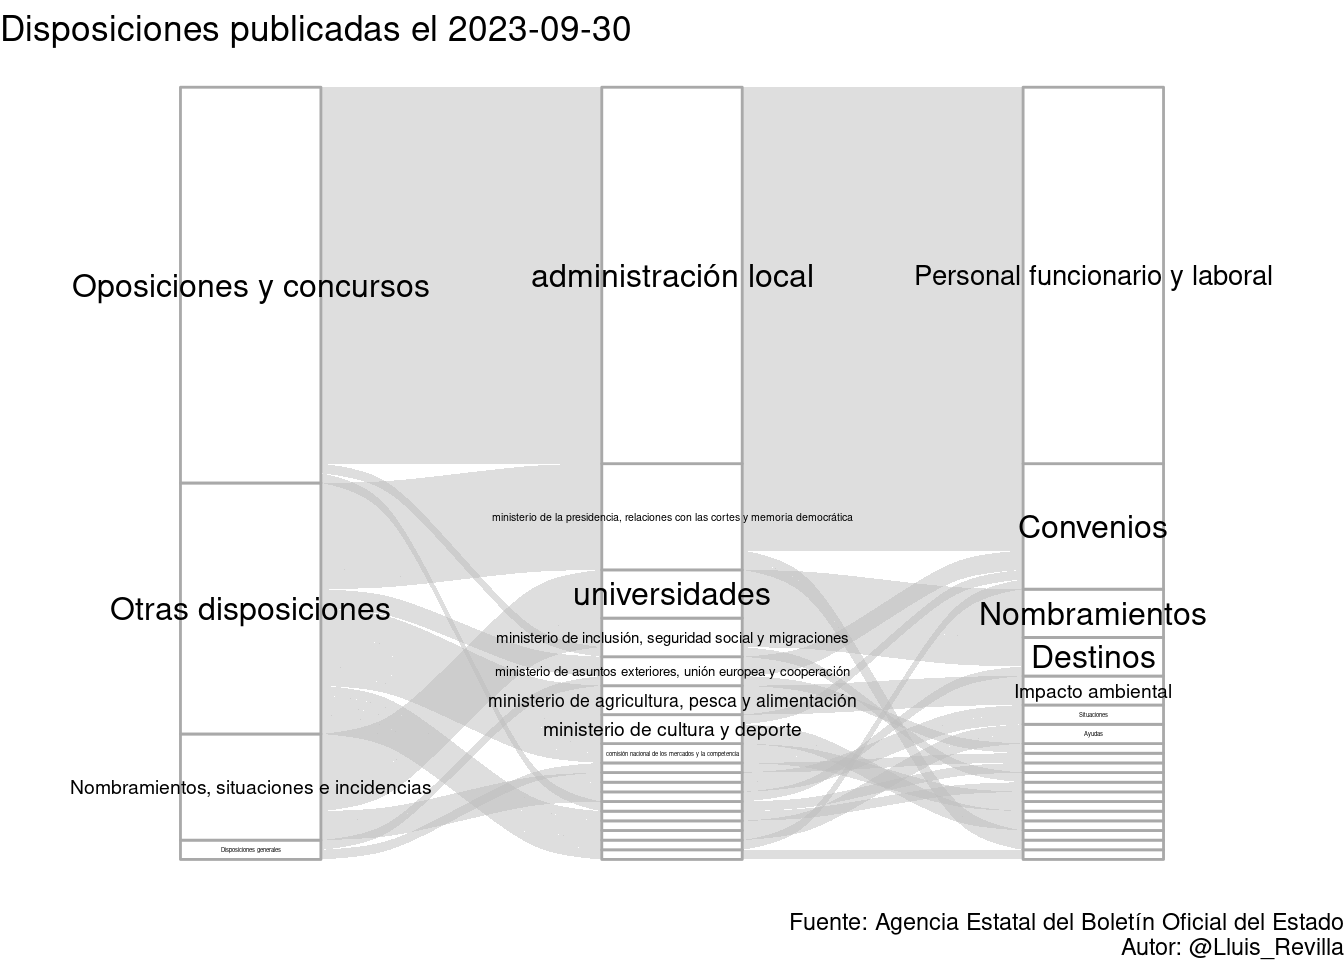 Disposiciones publicadas el 2023-09-30
Oposiciones y concursos
Otras disposiciones
Nombramientos, situaciones e incidencias
Disposiciones generales
administración local
ministerio de la presidencia, relaciones con las cortes y memoria democrática
universidades
ministerio de inclusión, seguridad social y migraciones
ministerio de asuntos exteriores, unión europea y cooperación
ministerio de agricultura, pesca y alimentación
ministerio de cultura y deporte
comisión nacional de los mercados y la competencia
Personal funcionario y laboral
Convenios
Nombramientos
Destinos
Impacto ambiental
Situaciones
Ayudas
Fuente: Agencia Estatal del Boletín Oficial del Estado
Autor: @Lluis_Revilla